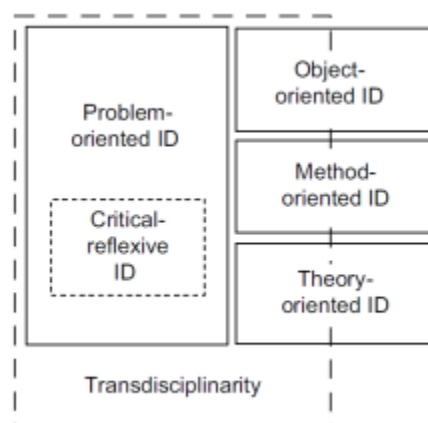 Problem-
oriented ID
Critical-
reflexive
ID
Object-
oriented ID
Method-
oriented ID
Theory-
oriented ID
Transdisciplinarity